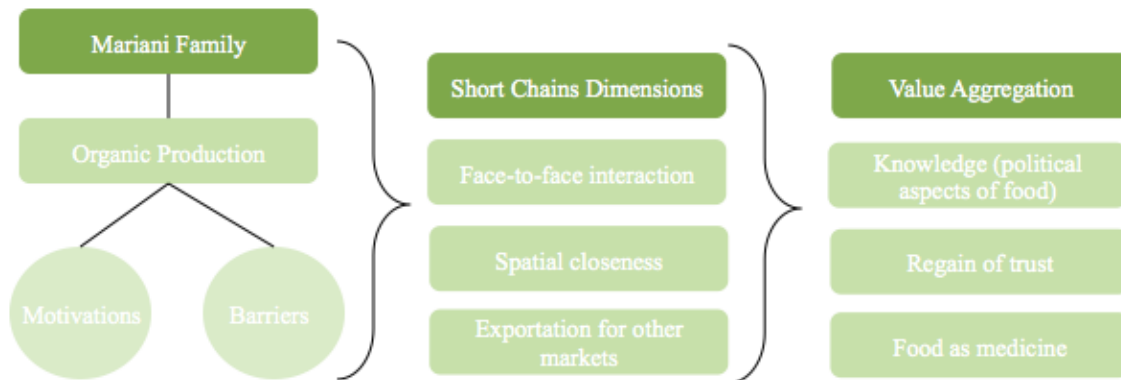 Mariani Family
Organic Production
Motivations
Barriers
Short Chains Dimensions
Face-to-face interaction
Spatial closeness
Exportation for other
markets
Value Aggregation
Knowledge (political
aspects of food)
Regain of trust
Food as medicine